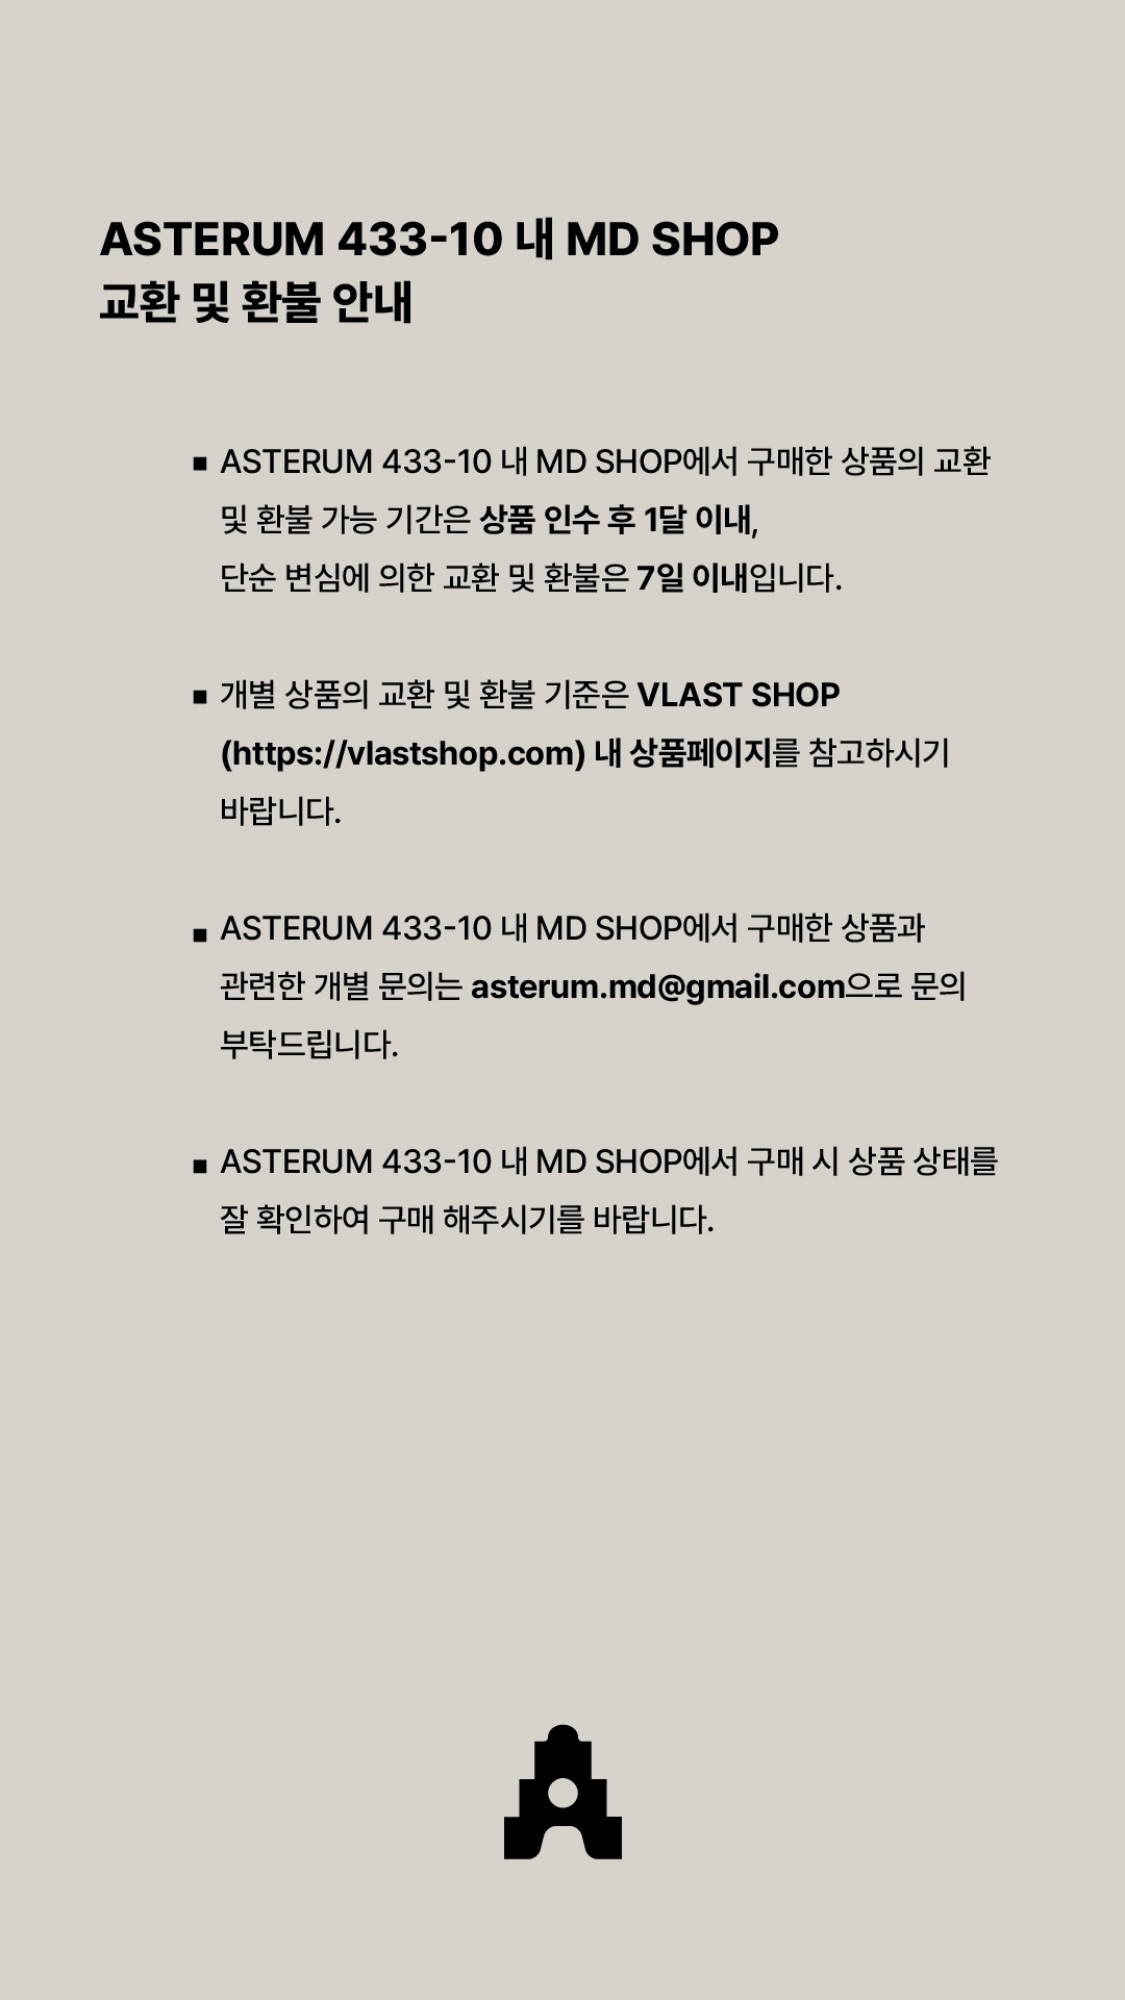 ASTERUM 433-10 내 MD SHOP
교환 및 환불 안내
■ ASTERUM 433-10 내 MD SHOP에서 구매한 상품의 교환
및 환불 가능 기간은 상품 인수 후 1달 이내,
단순 변심에 의한 교환 및 환불은 7일 이내입니다.
■ 개별 상품의 교환 및 환불 기준은 VLAST SHOP
(https://vlastshop.com) 내 상품페이지를 참고하시기
바랍니다.
■ ASTERUM 433-10 내 MD SHOP에서 구매한 상품과
관련한 개별 문의는 asterum.md@gmail.com으로 문의
부탁드립니다.
■ ASTERUM 433-10 내 MD SHOP에서 구매 시 상품 상태를
잘 확인하여 구매 해주시기를 바랍니다.